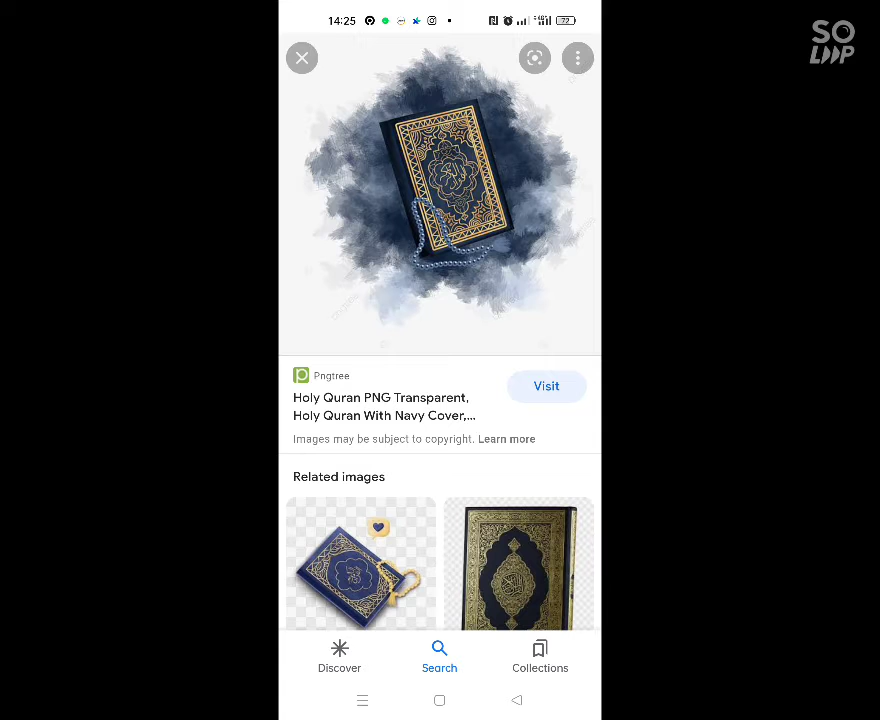 14:25
72
SO
LOOP
Pngtree
Visit
Holy Quran PNG Transparent,
Holy Quran With Navy Cover,...
Images may be subject to copyright. Learn more
Related images
Discover
Search
Collections